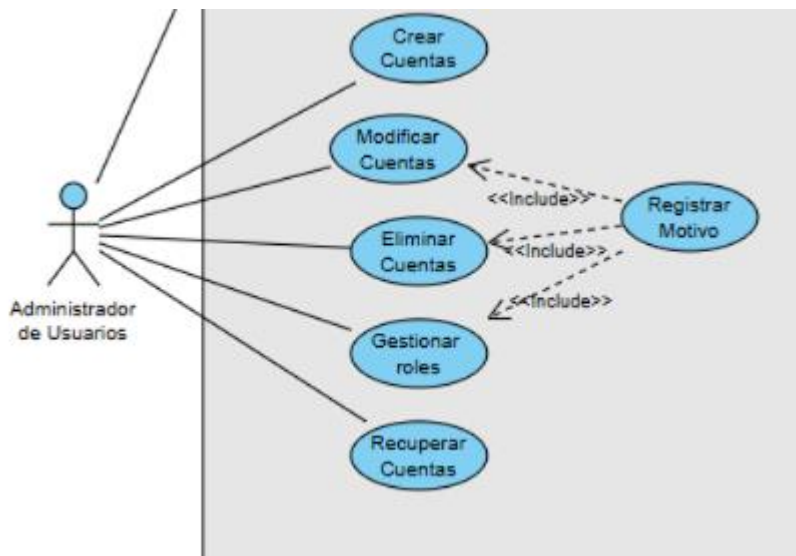 Crear
Cuentas
Modificar
Cuentas
<<Include>>
Registrar
Motivo
Eliminar
Cuentas
<<Include>>
<<Include>>
Administrador
de Usuarios
Gestionar
roles
Recuperar
Cuentas